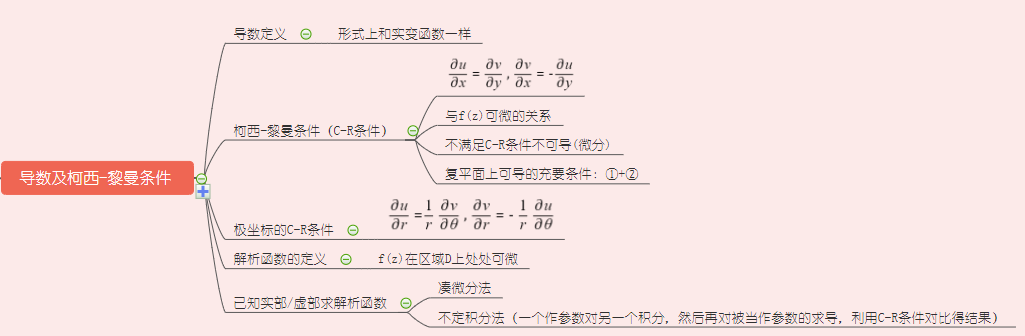 导数及柯西-黎曼条件
导数定义
形式上和实变函数一样
柯西-黎曼条件（C-R条件）
∂u/∂x = ∂v/∂y , ∂v/∂x = -∂u/∂y
与f(z)可微的关系
不满足C-R条件不可导(微分)
复平面上可导的充要条件: ①+②
极坐标的C-R条件
∂u/∂r = 1/r ∂v/∂θ , ∂v/∂r = - 1/r ∂u/∂θ
解析函数的定义
f(z)在区域D上处处可微
已知实部/虚部求解析函数
凑微分法
不定积分法（一个作参数对另一个积分，然后再对被当作参数的求导，利用C-R条件对比得结果）